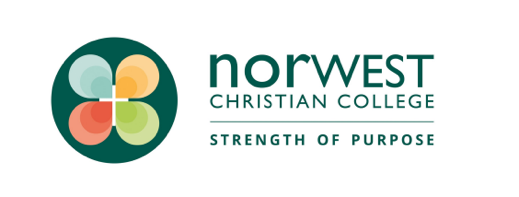 norWEST
CHRISTIAN COLLEGE
STRENGTH OF PURPOSE